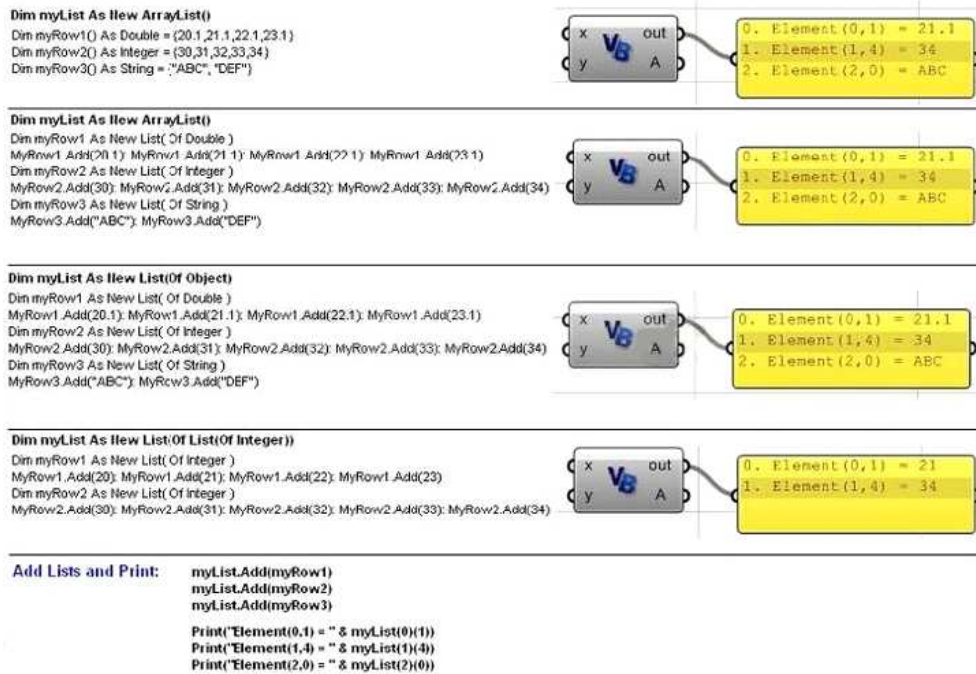 Dim myList As New ArrayList()
Dim myRow1() As Double = {20.1,21.1,22.1,23.1}
Dim myRow2() As Integer = {30,31,32,33,34}
Dim myRow3() As String = {"ABC", "DEF"}
x out
y A
VB
0. Element(0,1) = 21.1
1. Element(1,4) = 34
2. Element(2,0) = ABC
Dim myList As New ArrayList()
Dim myRow1 As New List( Of Double )
MyRow1.Add(20.1): MyRow1.Add(21.1): MyRow1.Add(22.1): MyRow1.Add(23.1)
Dim myRow2 As New List( Of Integer )
MyRow2.Add(30): MyRow2.Add(31): MyRow2.Add(32): MyRow2.Add(33): MyRow2.Add(34)
Dim myRow3 As New List( Of String )
MyRow3.Add("ABC"): MyRow3.Add("DEF")
x out
y A
VB
0. Element(0,1) = 21.1
1. Element(1,4) = 34
2. Element(2,0) = ABC
Dim myList As New List(Of Object)
Dim myRow1 As New List( Of Double )
MyRow1.Add(20.1): MyRow1.Add(21.1): MyRow1.Add(22.1): MyRow1.Add(23.1)
Dim myRow2 As New List( Of Integer )
MyRow2.Add(30): MyRow2.Add(31): MyRow2.Add(32): MyRow2.Add(33): MyRow2.Add(34)
Dim myRow3 As New List( Of String )
MyRow3.Add("ABC"): MyRow3.Add("DEF")
x out
y A
VB
0. Element(0,1) = 21.1
1. Element(1,4) = 34
2. Element(2,0) = ABC
Dim myList As New List(Of List(Of Integer))
Dim myRow1 As New List( Of Integer )
MyRow1.Add(20): MyRow1.Add(21): MyRow1.Add(22): MyRow1.Add(23)
Dim myRow2 As New List( Of Integer )
MyRow2.Add(30): MyRow2.Add(31): MyRow2.Add(32): MyRow2.Add(33): MyRow2.Add(34)
x out
y A
VB
0. Element(0,1) = 21
1. Element(1,4) = 34
Add Lists and Print:
myList.Add(myRow1)
myList.Add(myRow2)
myList.Add(myRow3)
Print("Element(0,1) = " & myList(0)(1))
Print("Element(1,4) = " & myList(1)(4))
Print("Element(2,0) = " & myList(2)(0))